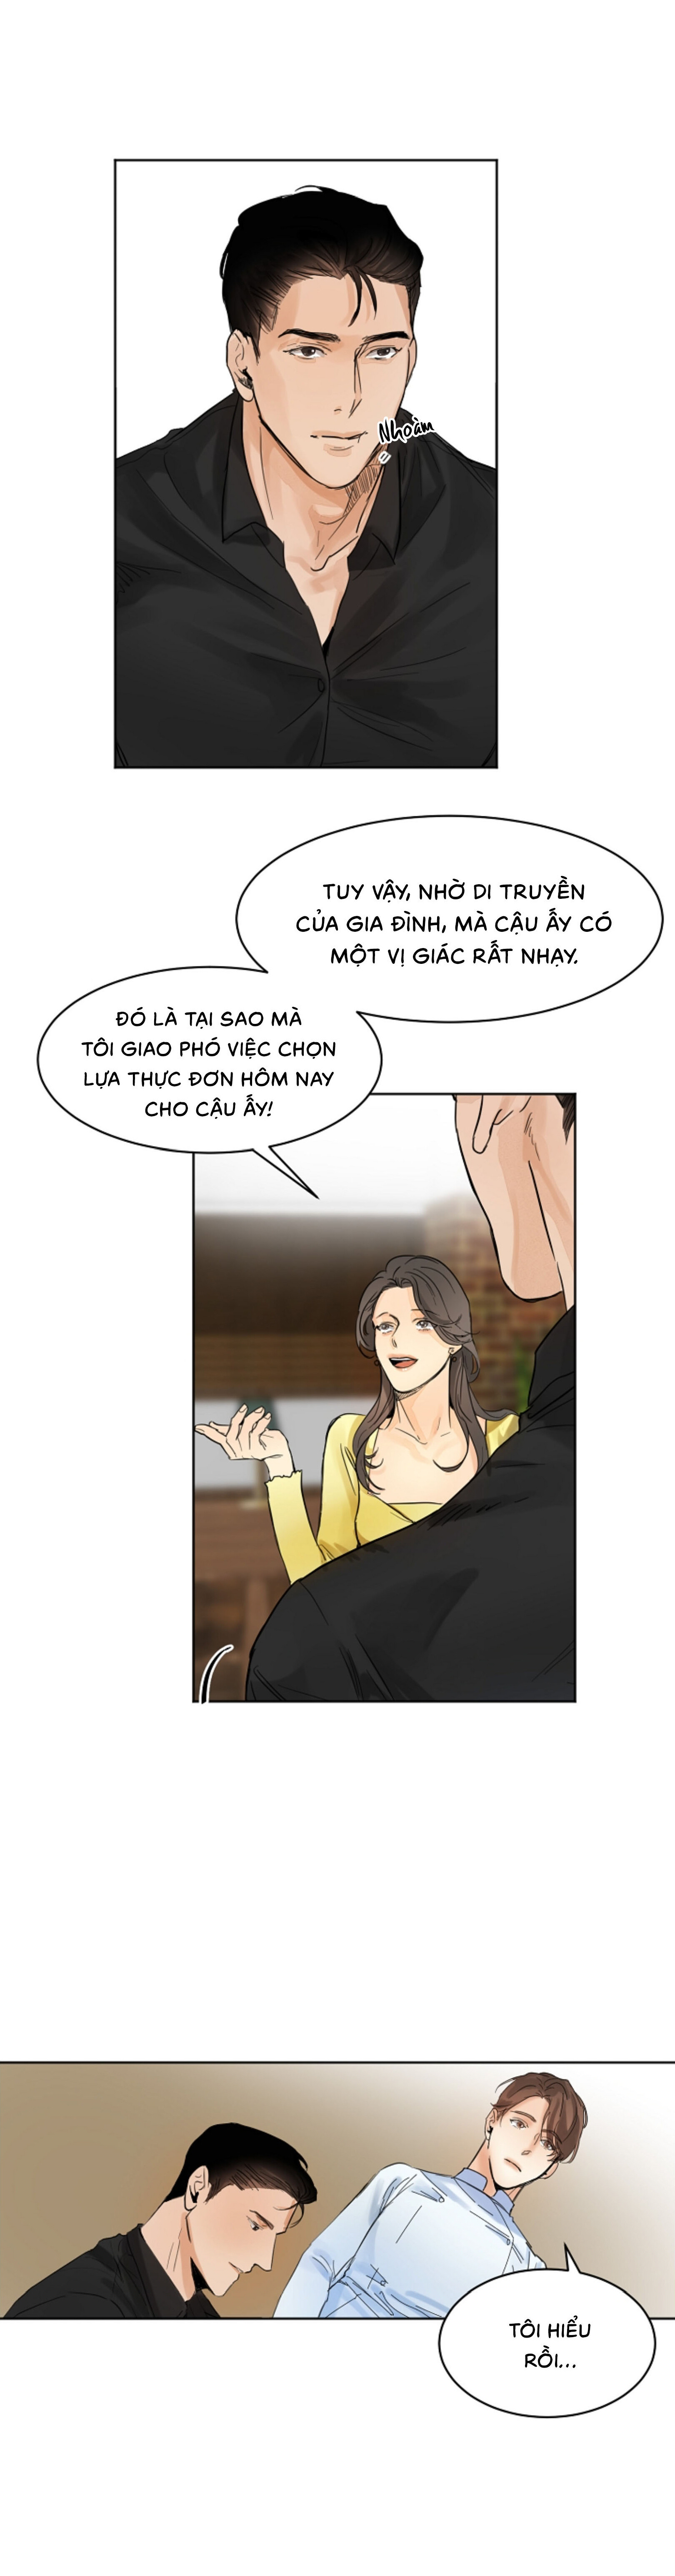 Nhoàm
TUY VẬY, NHỜ DI TRUYỀN
CỦA GIA ĐÌNH, MÀ CẬU ẤY CÓ
MỘT VỊ GIÁC RẤT NHẠY.
ĐÓ LÀ TẠI SAO MÀ
TÔI GIAO PHÓ VIỆC CHỌN
LỰA THỰC ĐƠN HÔM NAY
CHO CẬU ẤY!
TÔI HIỂU
RỒI...